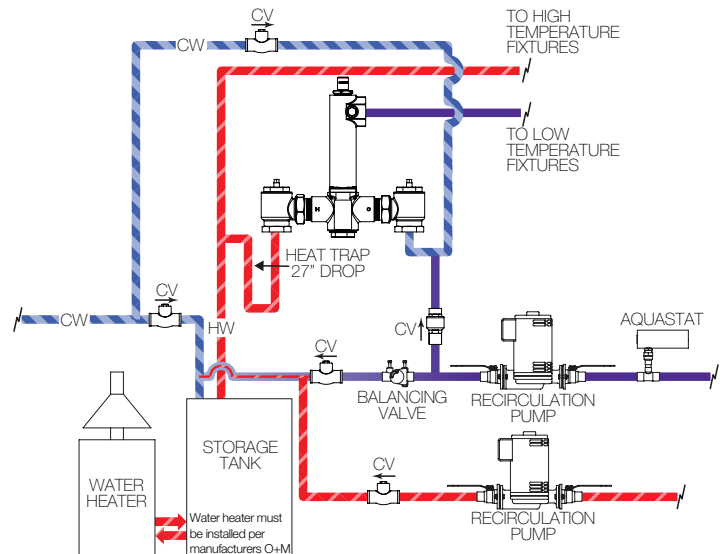 CV
CW
TO HIGH
TEMPERATURE
FIXTURES
TO LOW
TEMPERATURE
FIXTURES
H
C
HEAT TRAP
27" DROP
CV
CW
HW
CV
AQUASTAT
CV
BALANCING
VALVE
RECIRCULATION
PUMP
STORAGE
TANK
WATER
HEATER
CV
Water heater must
be installed per
manufacturers O+M
RECIRCULATION
PUMP